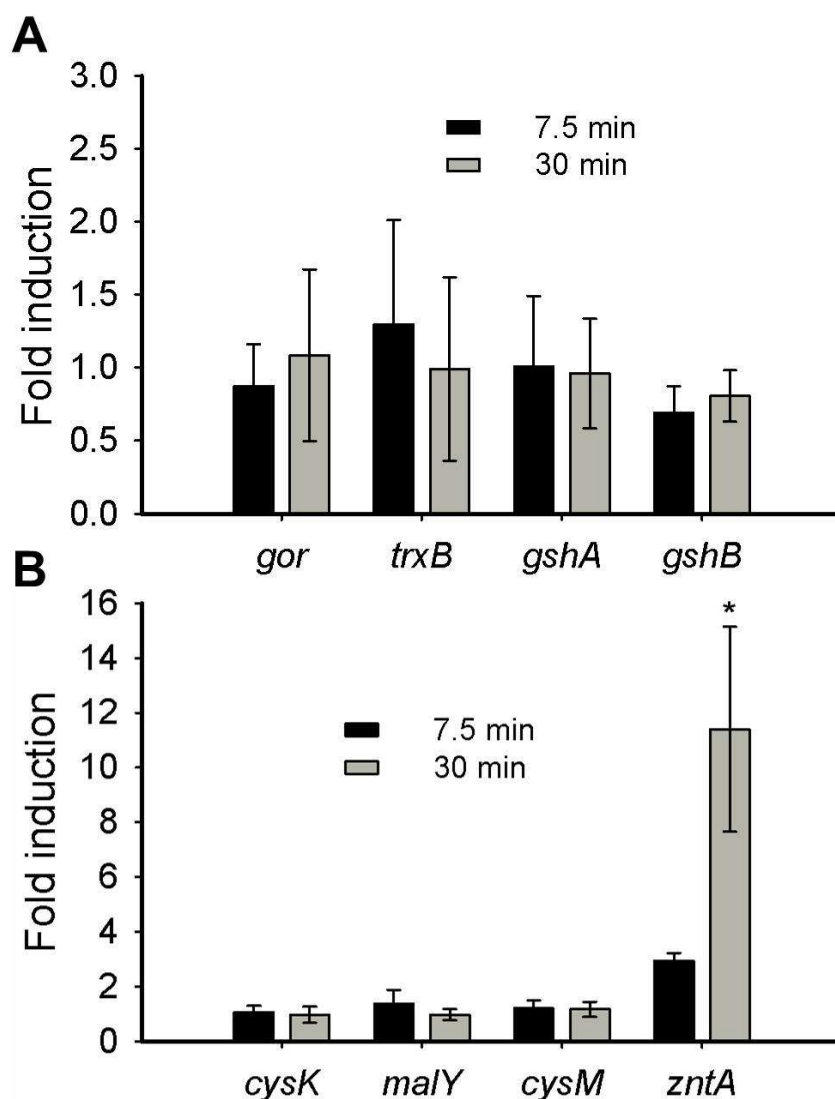 A
Fold induction
3.0
2.5
2.0
1.5
1.0
0.5
0.0
7.5 min
30 min
gor trxB gshA gshB
B
Fold induction
16
14
12
10
8
6
4
2
0
7.5 min
30 min
*
cysK malY cysM zntA